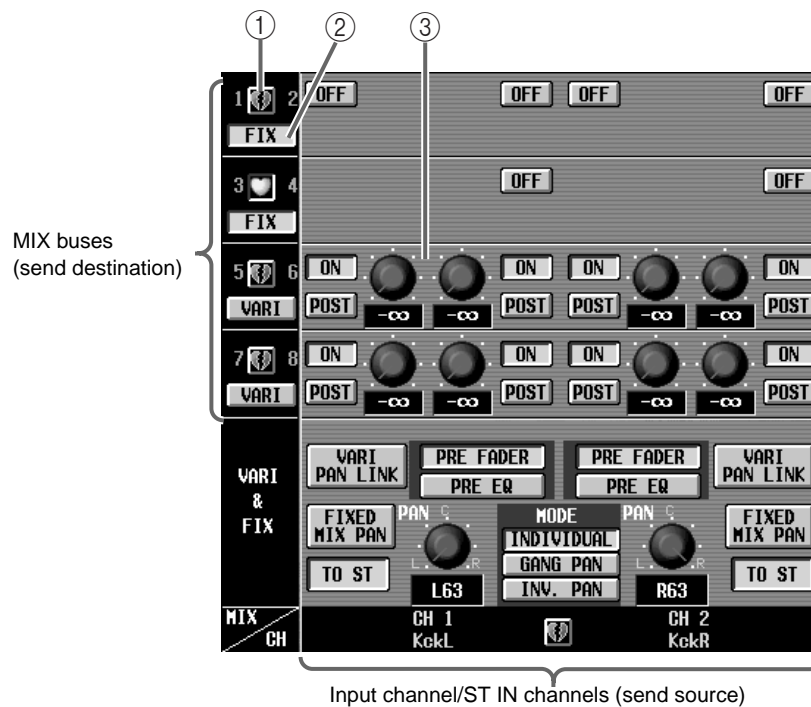 ① ② ③
1 2 OFF OFF OFF OFF
FIX
3 4 OFF OFF
FIX
MIX buses
(send destination)
5 6 ON ON ON ON
VARI POST -∞ -∞ POST POST -∞ -∞ POST
7 8 ON ON ON ON
VARI POST -∞ -∞ POST POST -∞ -∞ POST
VARI
&
FIX
VARI
PAN LINK
PRE FADER
PRE EQ
PRE FADER
PRE EQ
VARI
PAN LINK
FIXED
MIX PAN
PAN C
L R
L63
MODE
INDIVIDUAL
GANG PAN
INV. PAN
PAN C
L R
R63
FIXED
MIX PAN
TO ST
TO ST
MIX
CH
CH 1
KckL
CH 2
KckR
Input channel/ST IN channels (send source)